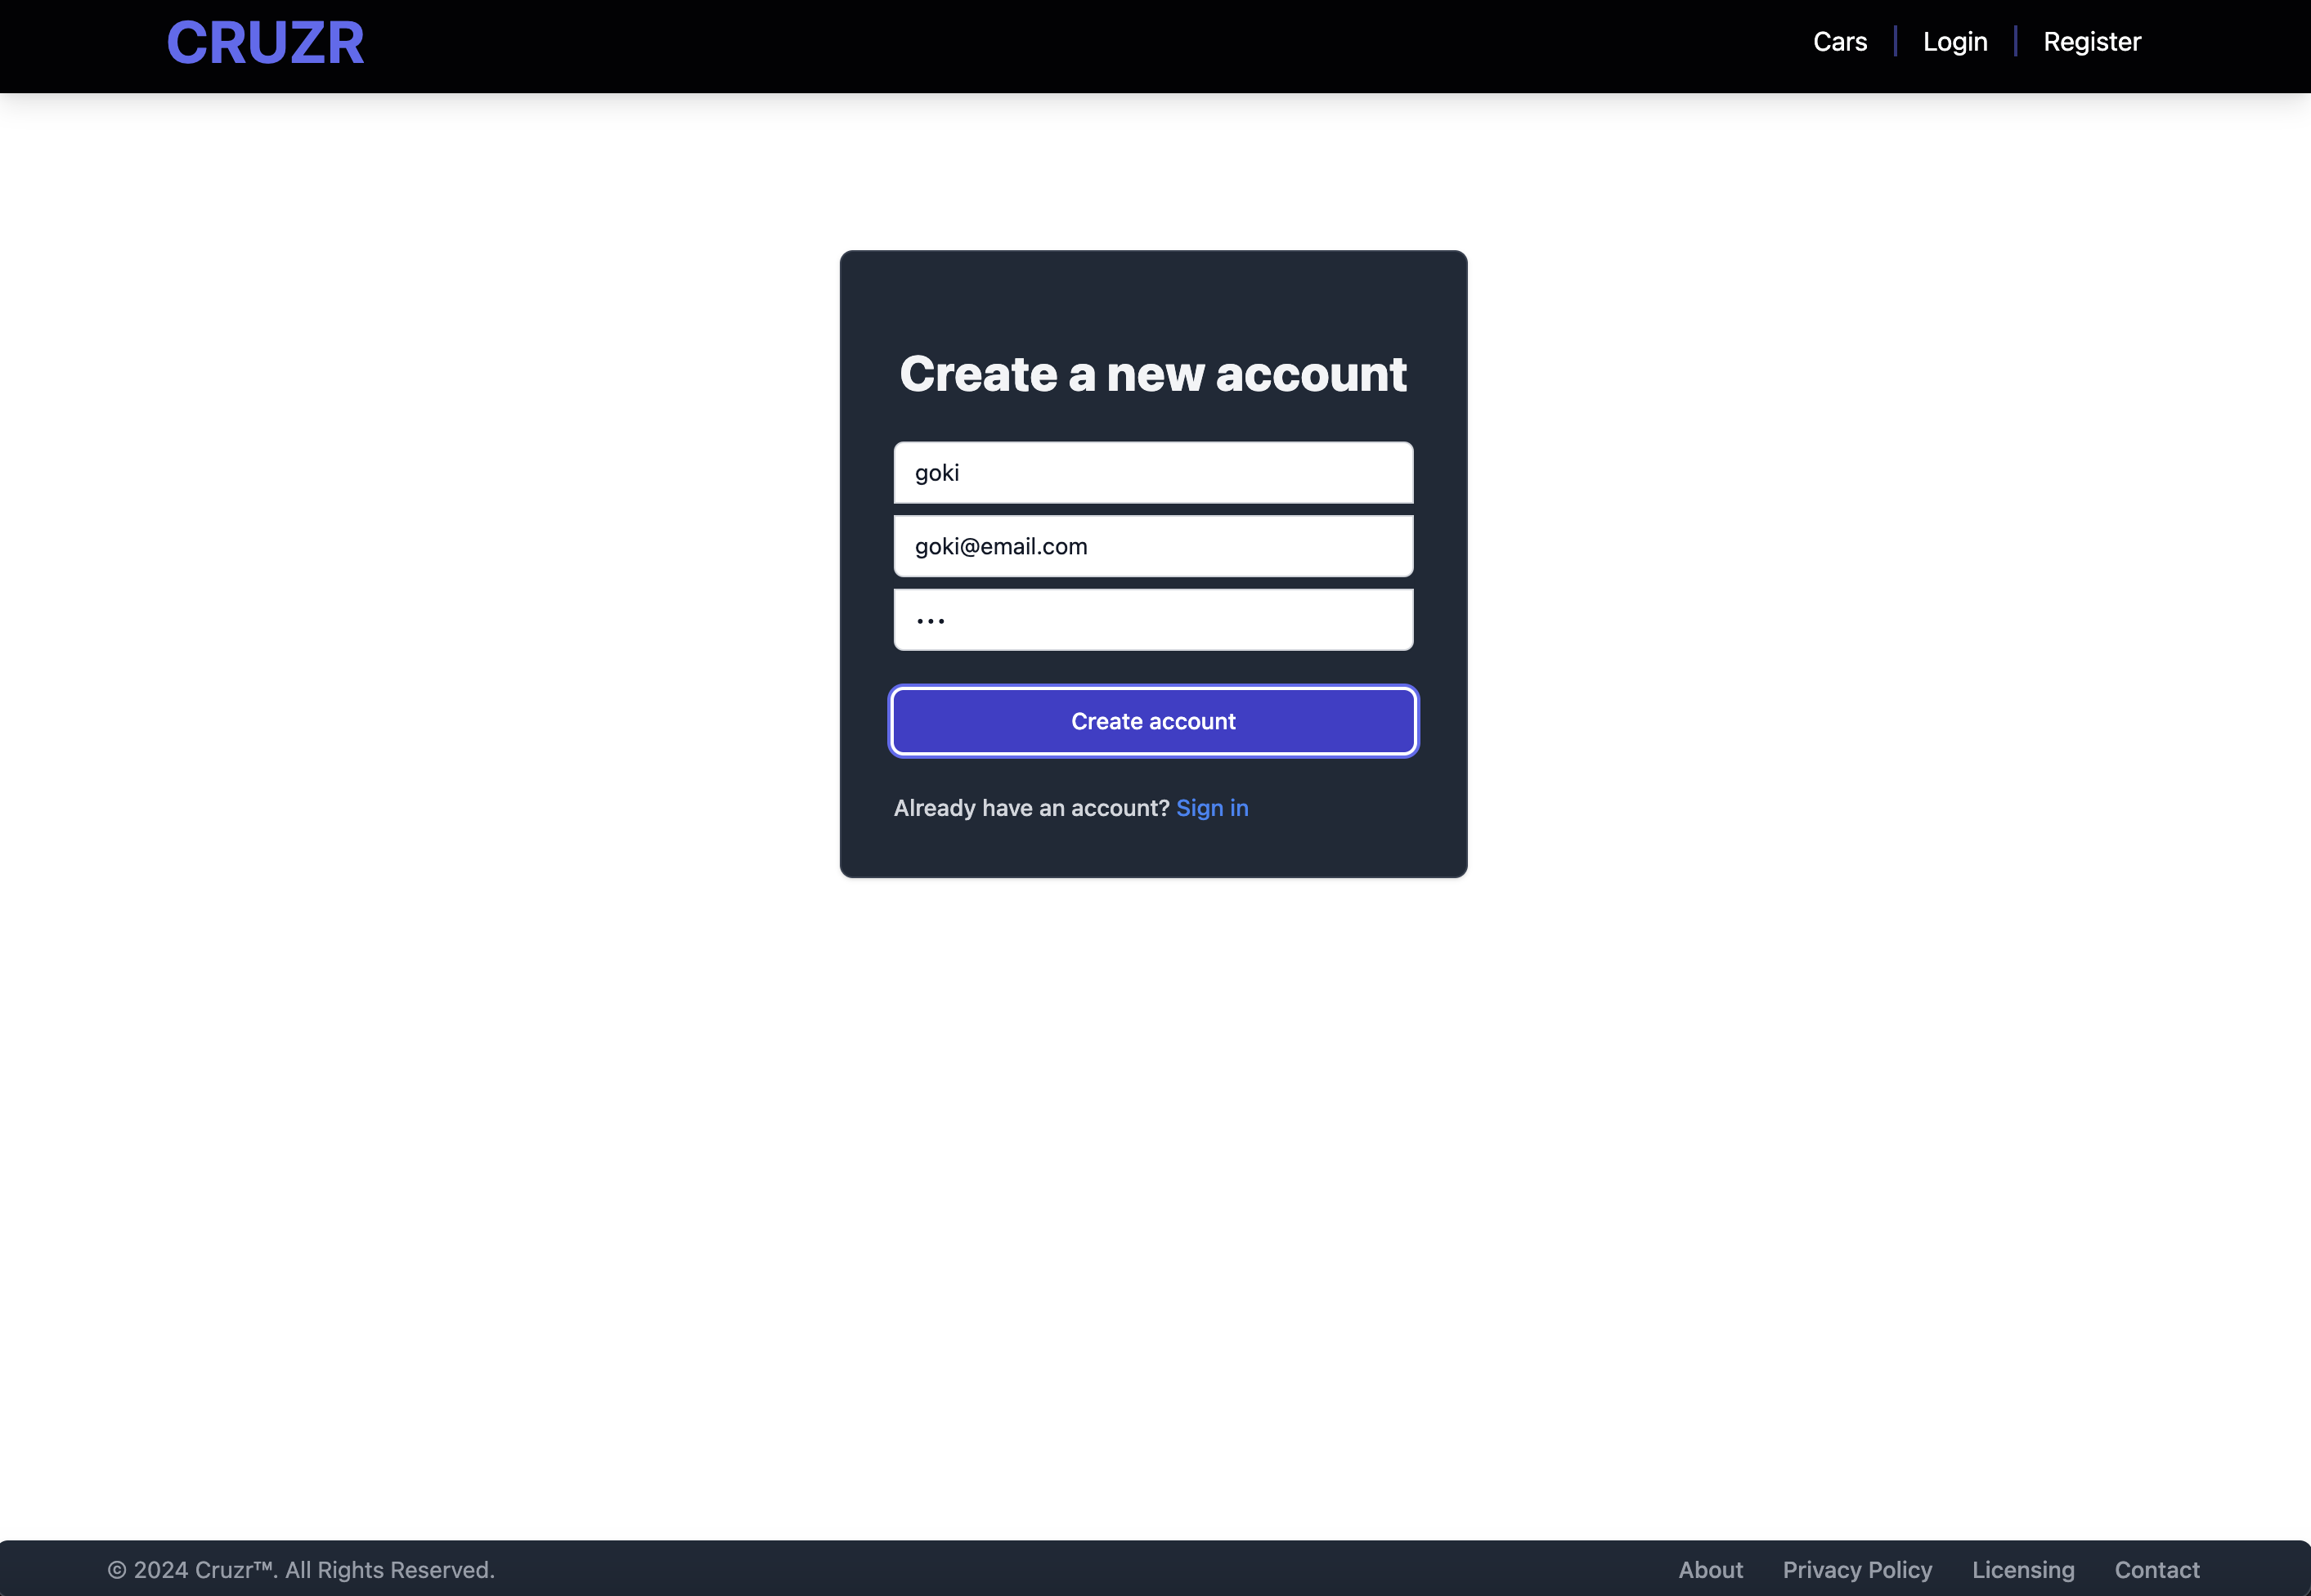 CRUZR
Cars
Login
Register
Create a new account
goki
goki@email.com
•••
Create account
Already have an account? Sign in
© 2024 Cruzr™. All Rights Reserved.
About
Privacy Policy
Licensing
Contact